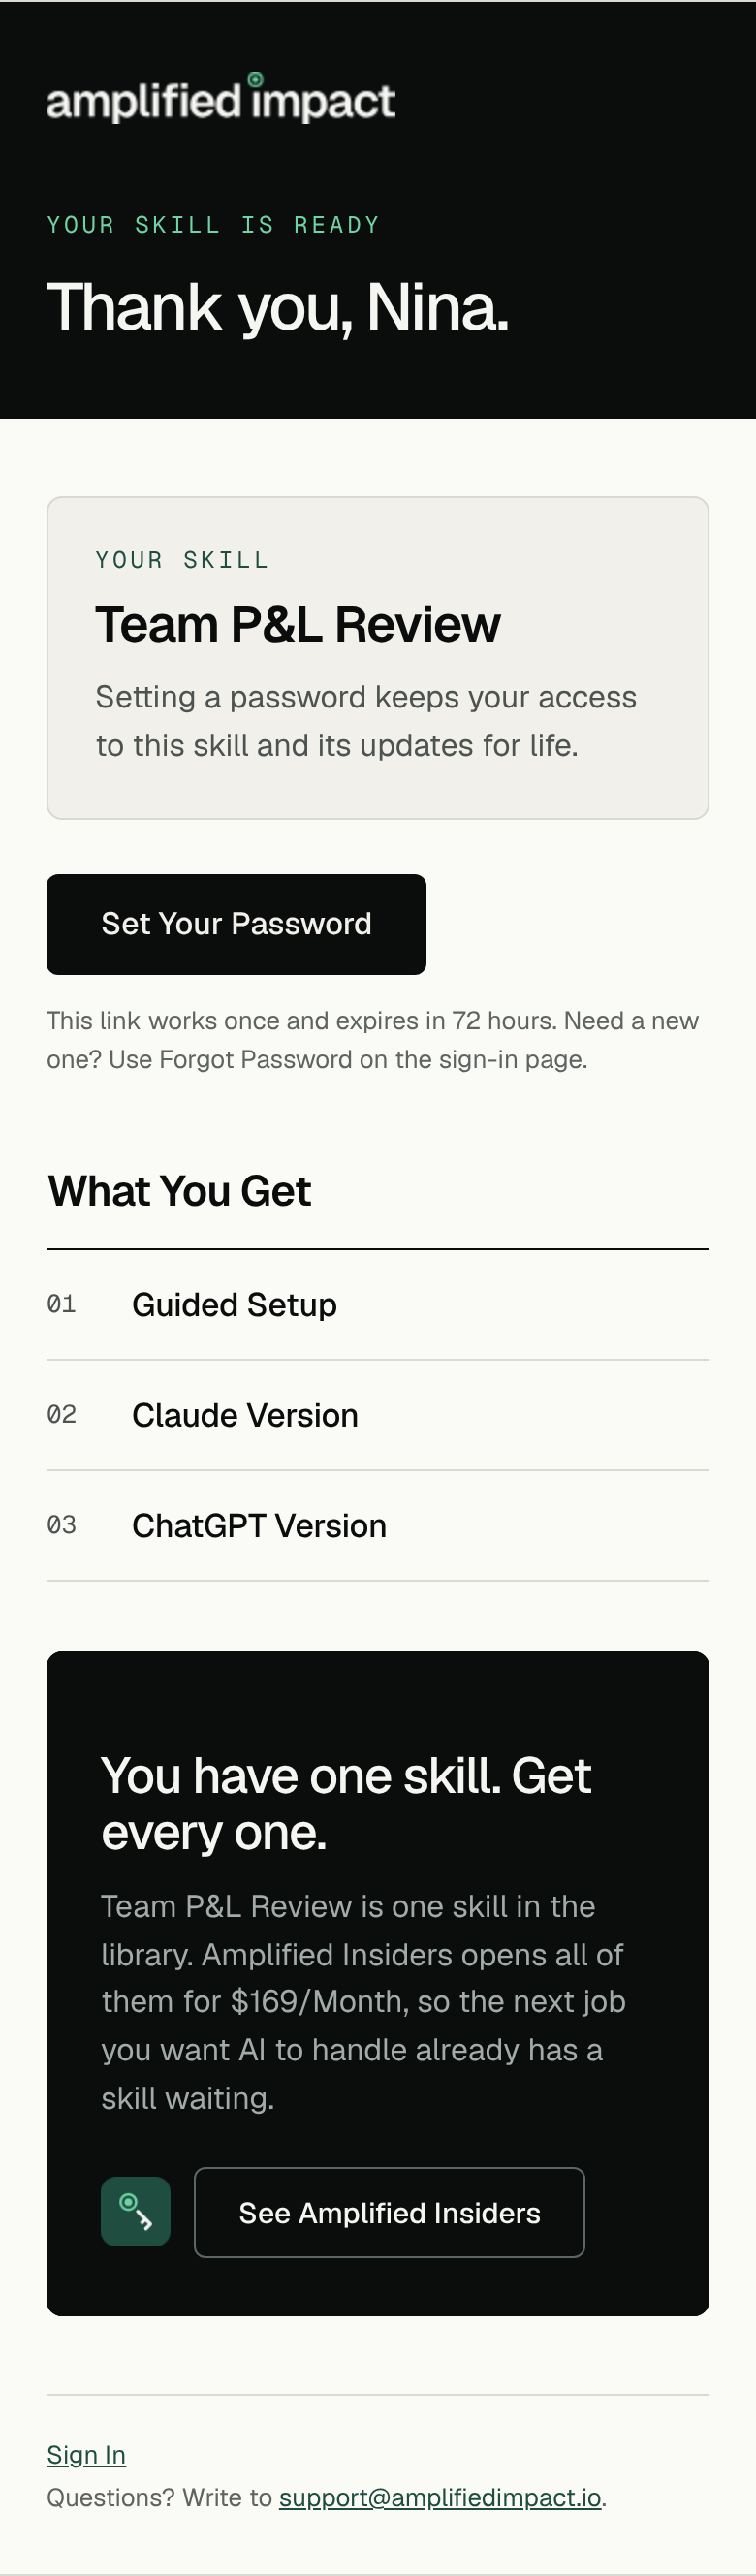 amplified impact
YOUR SKILL IS READY
Thank you, Nina.
YOUR SKILL
Team P&L Review
Setting a password keeps your access
to this skill and its updates for life.
Set Your Password
This link works once and expires in 72 hours. Need a new
one? Use Forgot Password on the sign-in page.
What You Get
01 Guided Setup
02 Claude Version
03 ChatGPT Version
You have one skill. Get
every one.
Team P&L Review is one skill in the
library. Amplified Insiders opens all of
them for $169/Month, so the next job
you want AI to handle already has a
skill waiting.
See Amplified Insiders
Sign In
Questions? Write to support@amplifiedimpact.io.